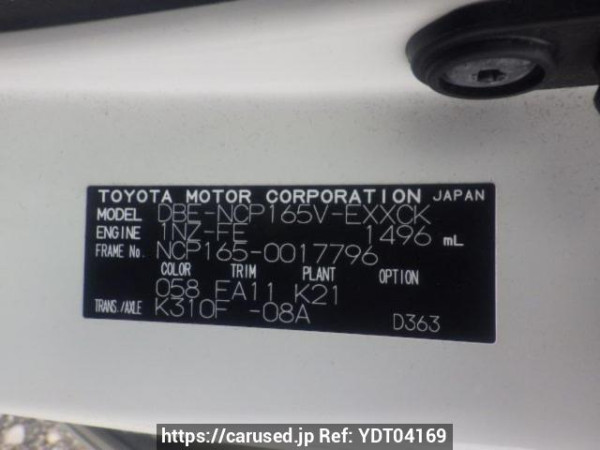 TOYOTA MOTOR CORPORATION JAPAN
MODEL DBE-NCP165V-EXXCK
ENGINE 1NZ-FE 1496 mL
FRAME No. NCP165-0017796
COLOR TRIM PLANT OPTION
058 FA11 K21
TRANS./AXLE K310F -08A
D363
https://carused.jp Ref: YDT04169